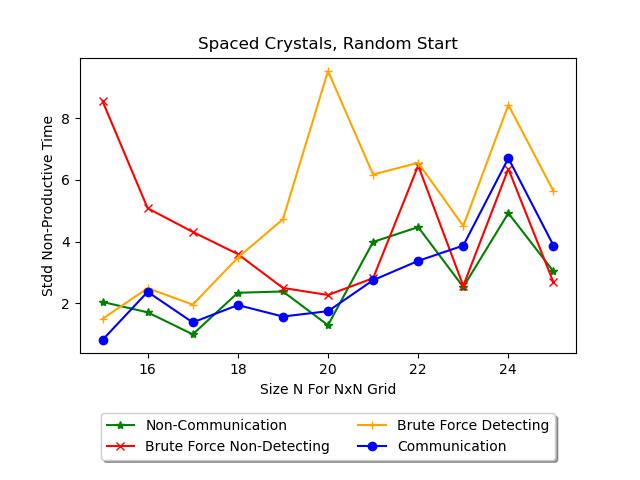 Spaced Crystals, Random Start
Stdd Non-Productive Time
8
6
4
2
16 18 20 22 24
Size N For NxN Grid
Non-Communication
Brute Force Non-Detecting
Brute Force Detecting
Communication